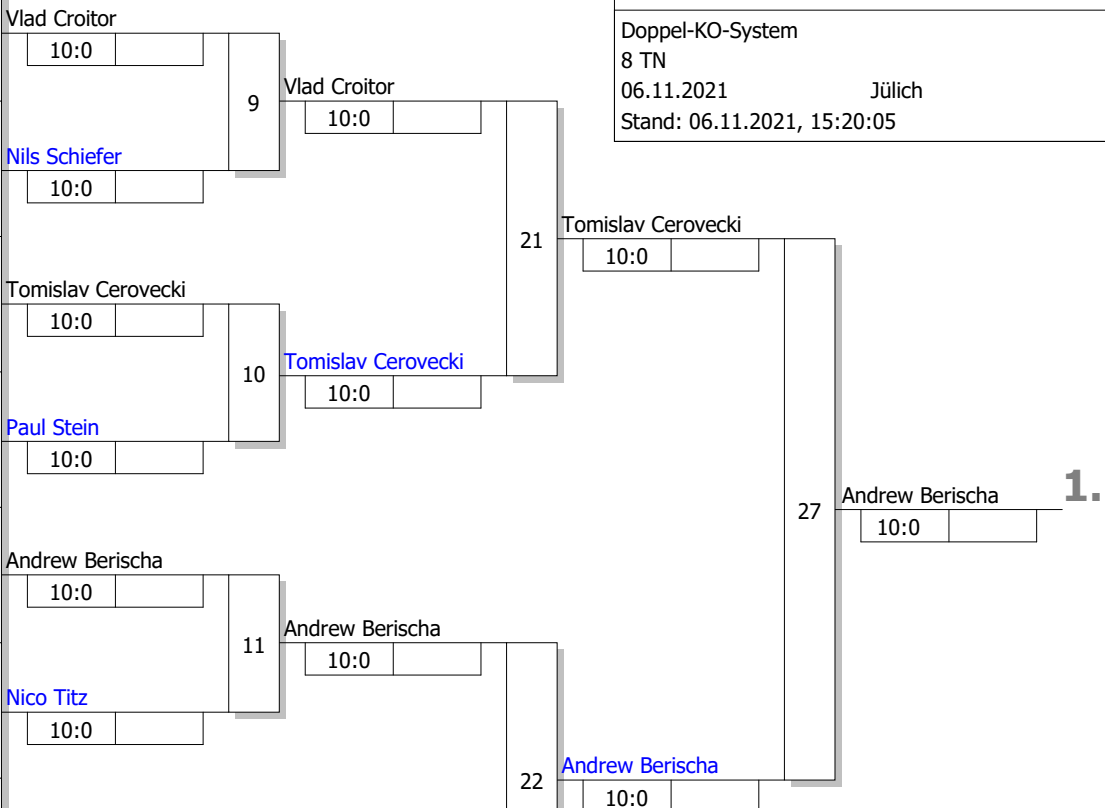 Vlad Croitor
10:0
9
Nils Schiefer
10:0
Tomislav Cerovecki
10:0
10
Paul Stein
10:0
Andrew Berischa
10:0
11
Nico Titz
10:0
Vlad Croitor
10:0
21
Tomislav Cerovecki
10:0
Andrew Berischa
10:0
22
Tomislav Cerovecki
10:0
27
Andrew Berischa
10:0
Andrew Berischa
10:0
1.
Doppel-KO-System
8 TN
06.11.2021 Jülich
Stand: 06.11.2021, 15:20:05